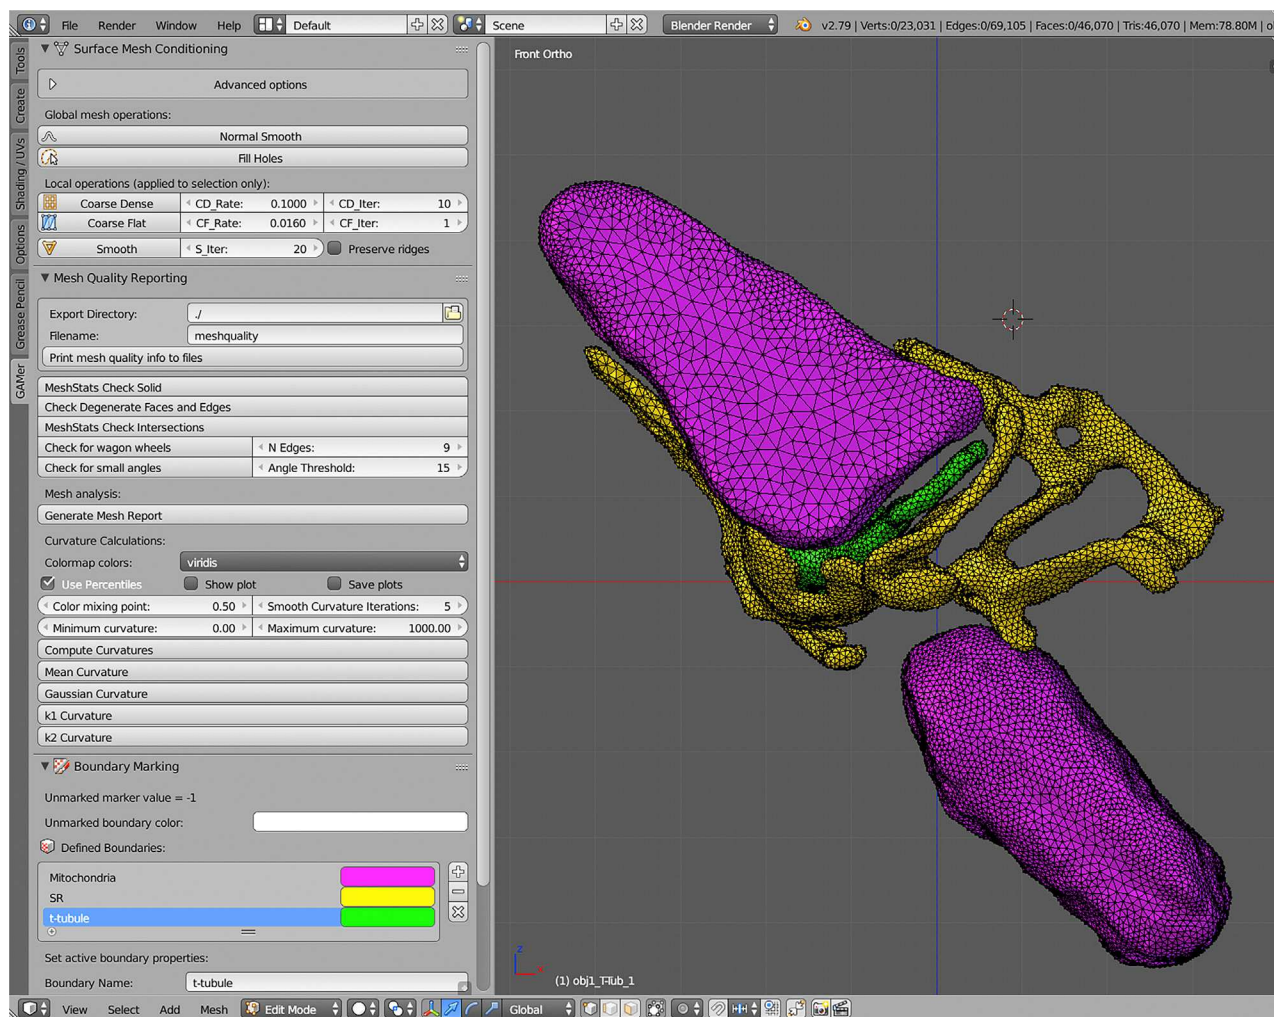 File Render Window Help Default Scene Blender Render v2.79 | Verts:0/23,031 | Edges:0/69,105 | Faces:0/46,070 | Tris:46,070 | Mem:78.80M | o
Tools
Create
Shading / UVs
Options
Grease Pencil
GAMer
Surface Mesh Conditioning
Advanced options
Global mesh operations:
Normal Smooth
Fill Holes
Local operations (applied to selection only):
Coarse Dense CD_Rate: 0.1000 CD_Iter: 10
Coarse Flat CF_Rate: 0.0160 CF_Iter: 1
Smooth S_Iter: 20 Preserve ridges
Mesh Quality Reporting
Export Directory: ./
Filename: meshquality
Print mesh quality info to files
MeshStats Check Solid
Check Degenerate Faces and Edges
MeshStats Check Intersections
Check for wagon wheels N Edges: 9
Check for small angles Angle Threshold: 15
Mesh analysis:
Generate Mesh Report
Curvature Calculations:
Colormap colors: viridis
Use Percentiles Show plot Save plots
Color mixing point: 0.50 Smooth Curvature Iterations: 5
Minimum curvature: 0.00 Maximum curvature: 1000.00
Compute Curvatures
Mean Curvature
Gaussian Curvature
k1 Curvature
k2 Curvature
Boundary Marking
Unmarked marker value = -1
Unmarked boundary color:
Defined Boundaries:
Mitochondria
SR
t-tubule
Set active boundary properties:
Boundary Name: t-tubule
Front Ortho
z
x
(1) obj1_T-Tub_1
View Select Add Mesh Edit Mode Global